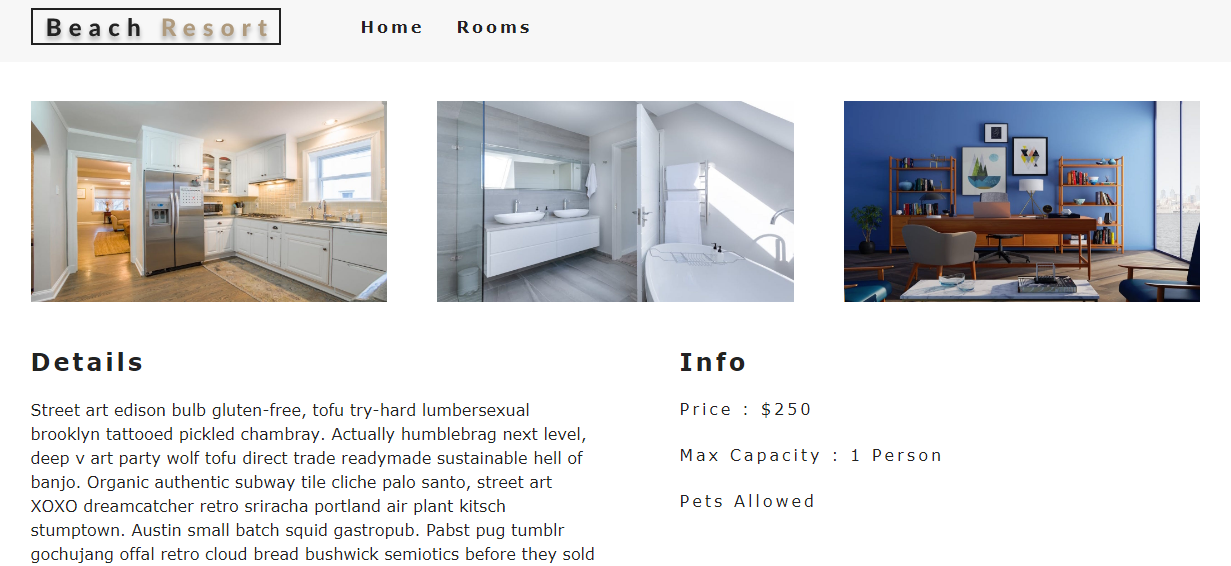 Beach Resort
Home
Rooms
Details
Street art edison bulb gluten-free, tofu try-hard lumbersexual
brooklyn tattooed pickled chambray. Actually humblebrag next level,
deep v art party wolf tofu direct trade readymade sustainable hell of
banjo. Organic authentic subway tile cliche palo santo, street art
XOXO dreamcatcher retro sriracha portland air plant kitsch
stumptown. Austin small batch squid gastropub. Pabst pug tumblr
gochujang offal retro cloud bread bushwick semiotics before they sold
Info
Price : $250
Max Capacity : 1 Person
Pets Allowed